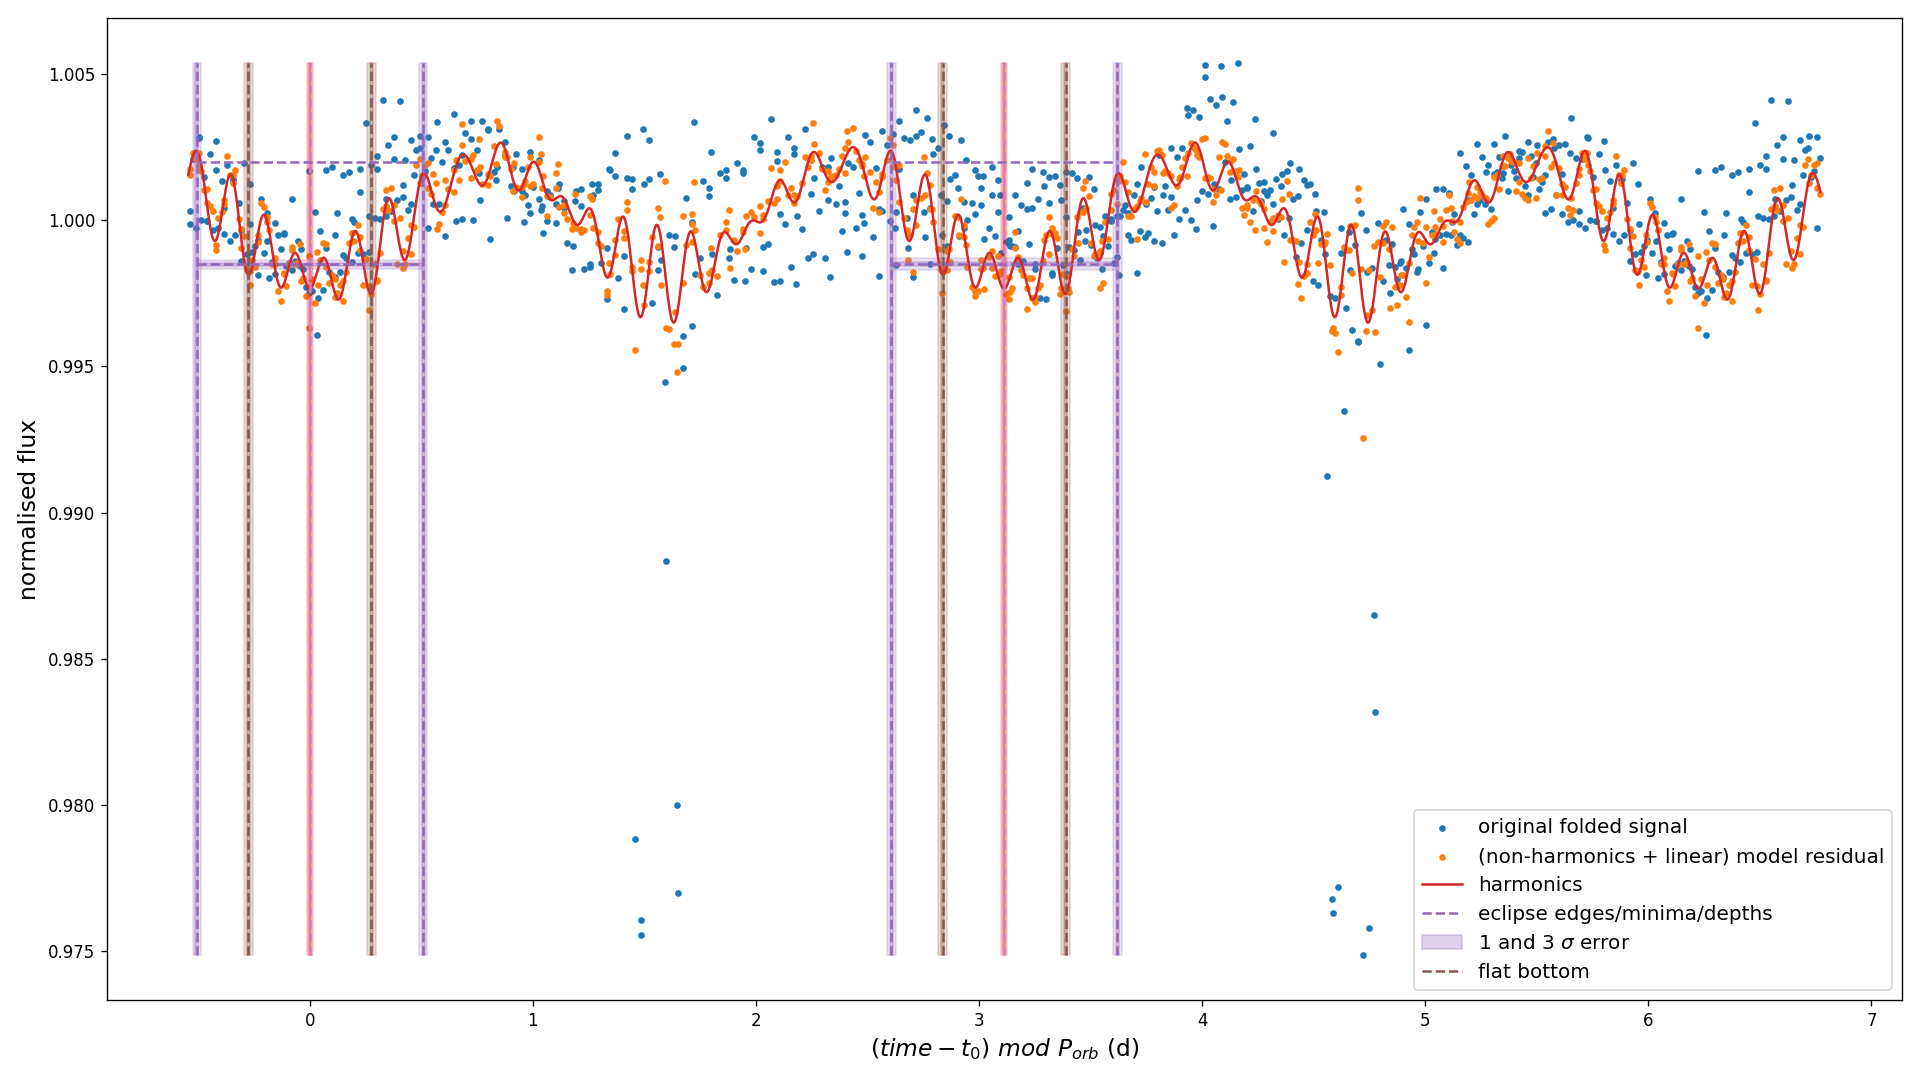 1.005
1.000
0.995
0.990
0.985
0.980
0.975
normalised flux
0 1 2 3 4 5 6 7
(time − t₀) mod P_orb (d)
original folded signal
(non-harmonics + linear) model residual
harmonics
eclipse edges/minima/depths
1 and 3 σ error
flat bottom